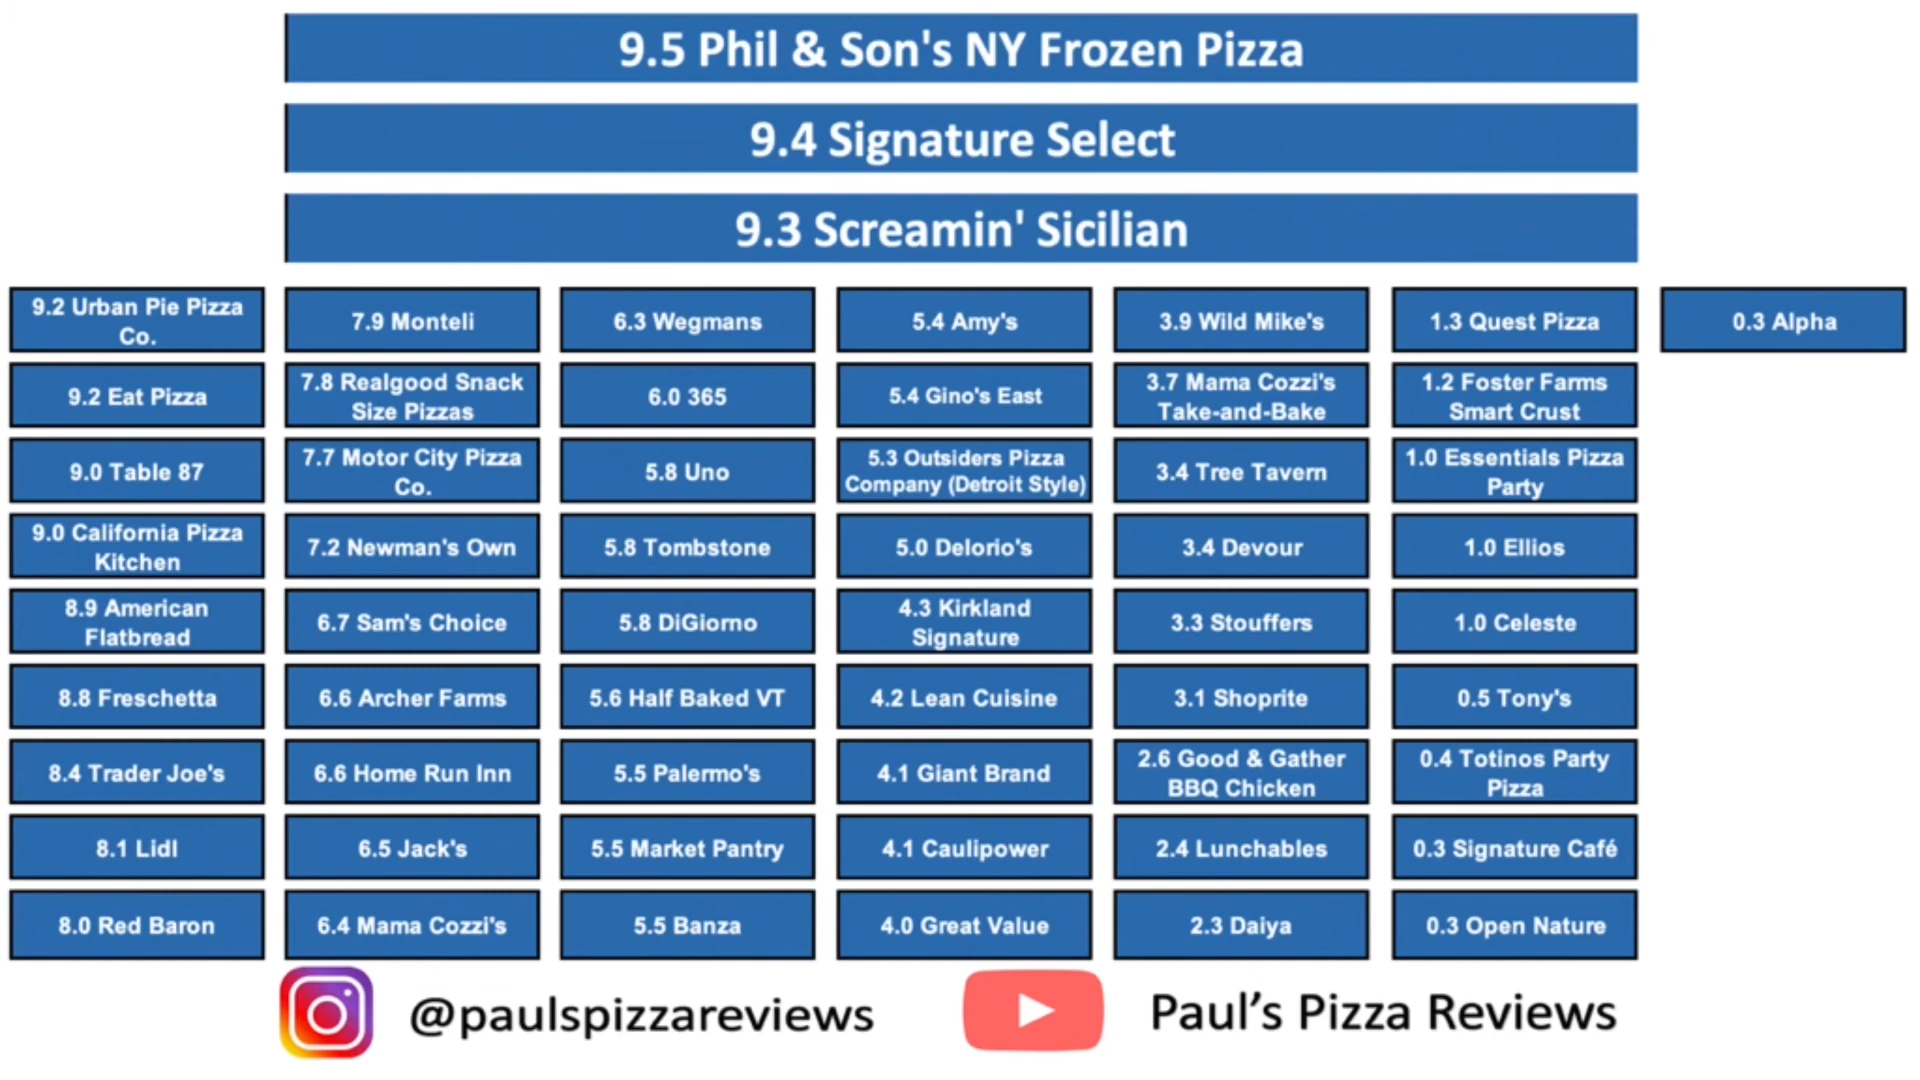 9.5 Phil & Son's NY Frozen Pizza
9.4 Signature Select
9.3 Screamin' Sicilian
9.2 Urban Pie Pizza
Co.
9.2 Eat Pizza
9.0 Table 87
9.0 California Pizza
Kitchen
8.9 American
Flatbread
8.8 Freschetta
8.4 Trader Joe's
8.1 Lidl
8.0 Red Baron
7.9 Monteli
7.8 Realgood Snack
Size Pizzas
7.7 Motor City Pizza
Co.
7.2 Newman's Own
6.7 Sam's Choice
6.6 Archer Farms
6.6 Home Run Inn
6.5 Jack's
6.4 Mama Cozzi's
6.3 Wegmans
6.0 365
5.8 Uno
5.8 Tombstone
5.8 DiGiorno
5.6 Half Baked VT
5.5 Palermo's
5.5 Market Pantry
5.5 Banza
5.4 Amy's
5.4 Gino's East
5.3 Outsiders Pizza
Company (Detroit Style)
5.0 Delorio's
4.3 Kirkland
Signature
4.2 Lean Cuisine
4.1 Giant Brand
4.1 Caulipower
4.0 Great Value
3.9 Wild Mike's
3.7 Mama Cozzi's
Take-and-Bake
3.4 Tree Tavern
3.4 Devour
3.3 Stouffers
3.1 Shoprite
2.6 Good & Gather
BBQ Chicken
2.4 Lunchables
2.3 Daiya
1.3 Quest Pizza
1.2 Foster Farms
Smart Crust
1.0 Essentials Pizza
Party
1.0 Ellios
1.0 Celeste
0.5 Tony's
0.4 Totinos Party
Pizza
0.3 Signature Café
0.3 Open Nature
0.3 Alpha
@paulspizzareviews
Paul’s Pizza Reviews